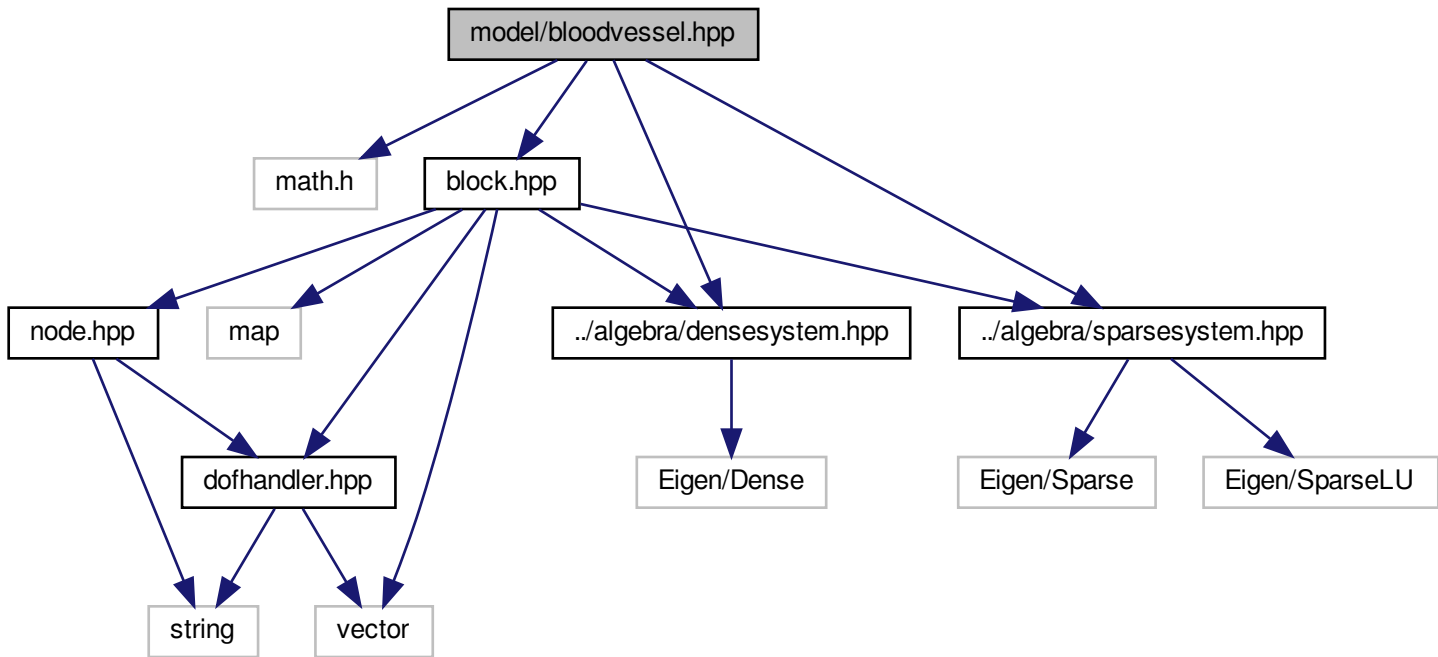 model/bloodvessel.hpp
math.h
block.hpp
node.hpp
map
../algebra/densesystem.hpp
../algebra/sparsesystem.hpp
dofhandler.hpp
Eigen/Dense
Eigen/Sparse
Eigen/SparseLU
string
vector